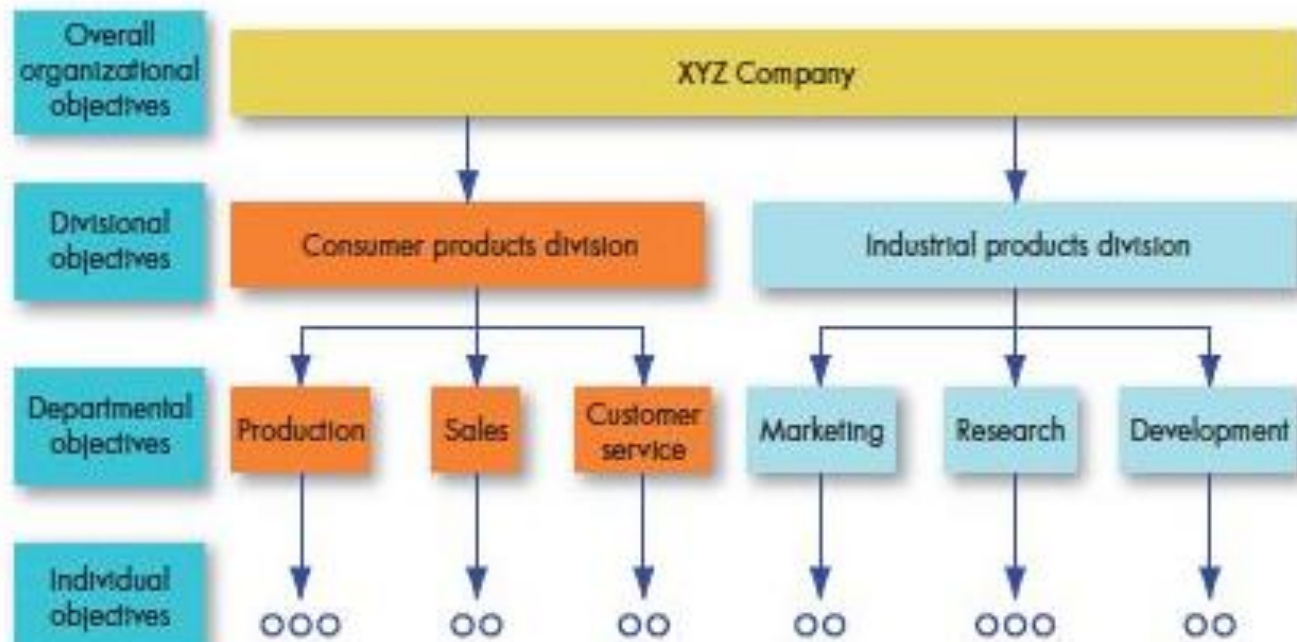 Overall
organizational
objectives
XYZ Company
Divisional
objectives
Consumer products division
Industrial products division
Departmental
objectives
Production
Sales
Customer
service
Marketing
Research
Development
Individual
objectives